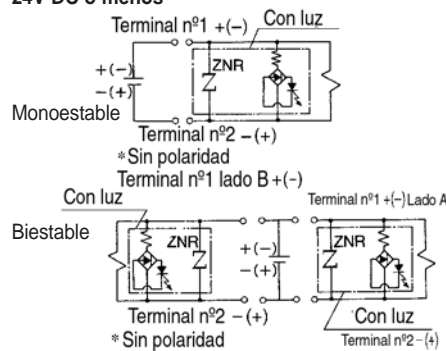 24V DC o menos
Terminal nº1 +(−)
Con luz
ZNR
+(−)
−(+)
Monoestable
Terminal nº2 −(+)
*Sin polaridad
Terminal nº1 lado B +(−)
Con luz
Terminal nº1 +(−) Lado A
Biestable
ZNR
+(−)
−(+)
ZNR
Terminal nº2 −(+)
Con luz
*Sin polaridad
Terminal nº2−(+)